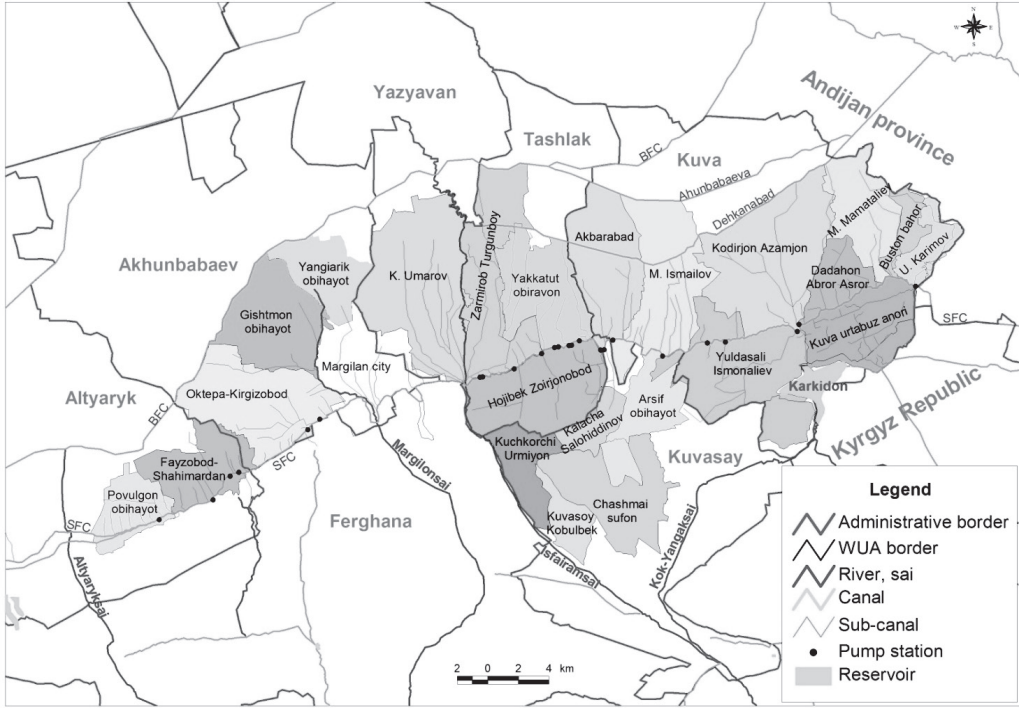 N
W E
S
Yazyavan
Andijan province
Tashlak
BFC
Kuva
Ahunbabaeva
Dehkanabad
M. Mamataliev
Buston bahor
U. Karimov
Akhunbabaev
Yangiarik
obihayot
K. Umarov
Zarmirob Turgunboy
Yakkatut
obiravon
Akbarabad
M. Ismailov
Kodirjon Azamjon
Dadahon
Abror Asror
Gishtmon
obihayot
Kuva urtabuz anori
SFC
Margilan city
Hojibek Zoirjonobod
Yuldasali
Ismonaliev
Oktepa-Kirgizobod
Altyaryk
BFC
Karkidon
Arsif
obihayot
Katacha
Salohiddinov
Kyrgyz Republic
Kuchkorchi
Urmiyon
Kuvasay
SFC
Margilonsai
Fayzobod-
Shahimardan
Povulgon
obihayot
SFC
Chashmai
sufon
Kuvasoy
Kobulbek
Ferghana
Isfairamsai
Kok-Yangaksai
Altyaryksai
2 0 2 4 km
Legend
Administrative border
WUA border
River, sai
Canal
Sub-canal
Pump station
Reservoir